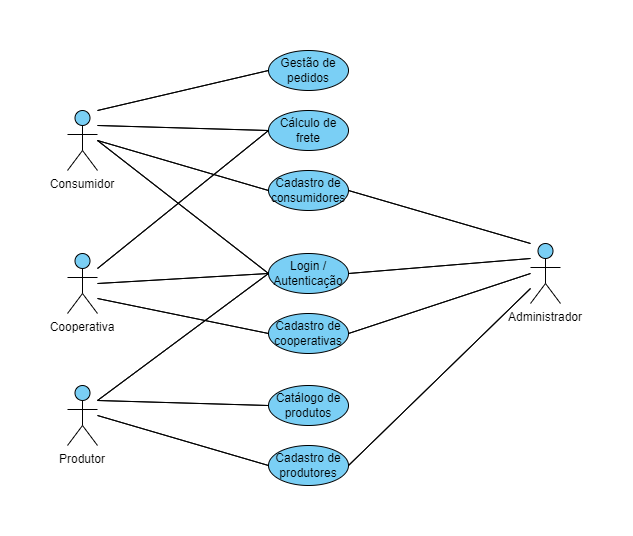 Gestão de
pedidos
Cálculo de
frete
Consumidor
Cadastro de
consumidores
Login /
Autenticação
Administrador
Cooperativa
Cadastro de
cooperativas
Catálogo de
produtos
Produtor
Cadastro de
produtores